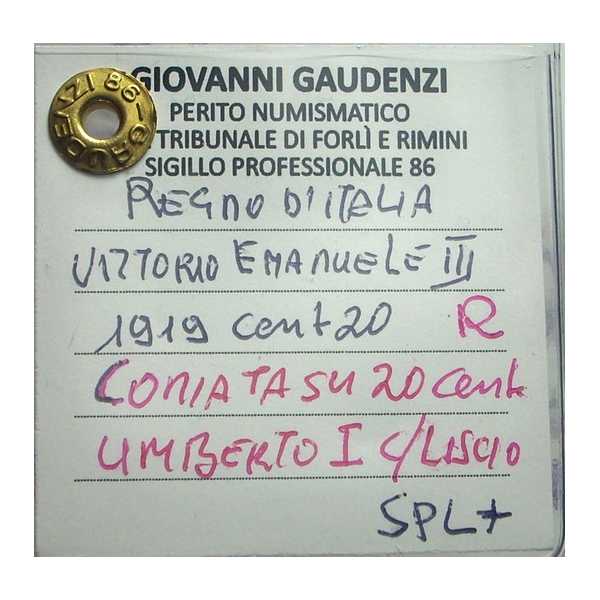 GAUDENZI 86
GIOVANNI GAUDENZI
PERITO NUMISMATICO
TRIBUNALE DI FORLÌ E RIMINI
SIGILLO PROFESSIONALE 86
REGNO D'ITALIA
VITTORIO EMANUELE III
1919 cent 20 R
CONIATA SU 20 cent
UMBERTO I C/LISCIO
SPL+